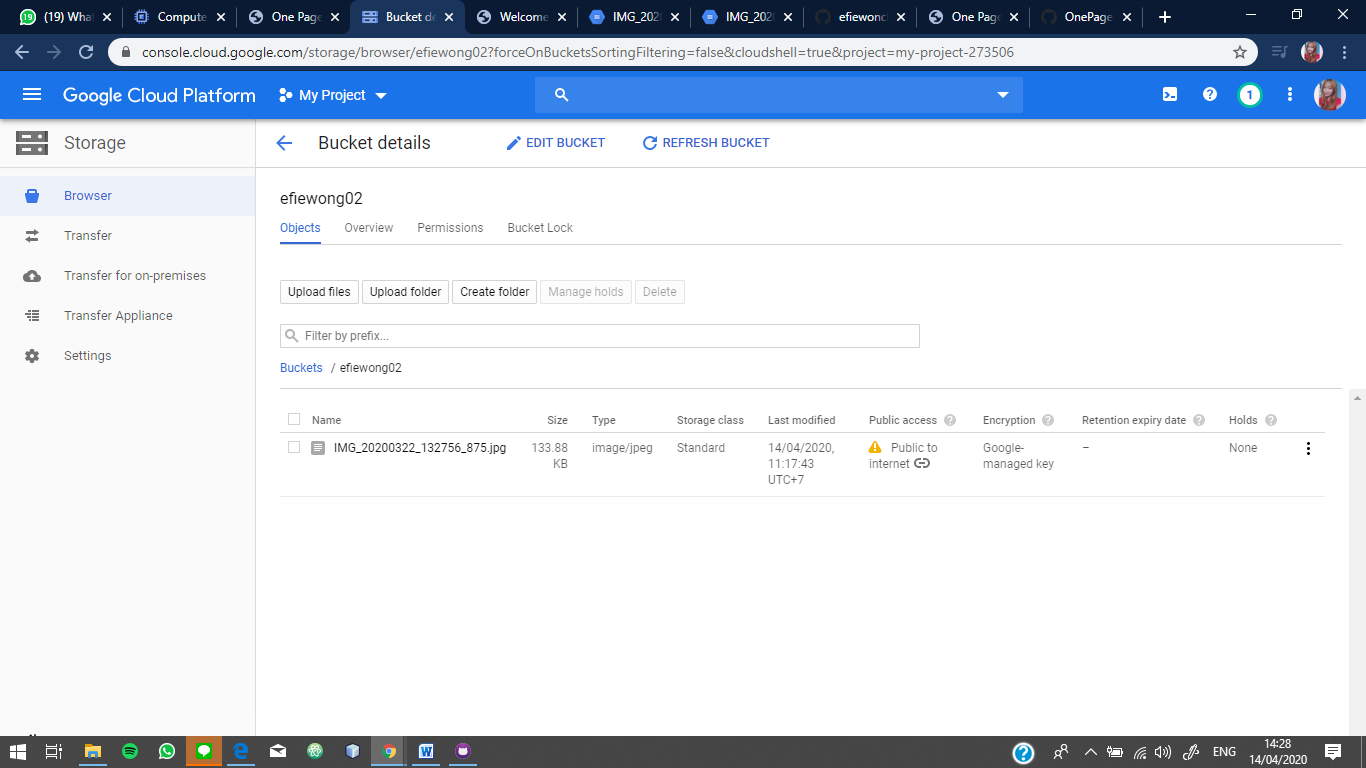 (19) What
Compute
One Page
Bucket de
Welcome
IMG_202
IMG_202
efiewonch
One Page
OnePage
console.cloud.google.com/storage/browser/efiewong02?forceOnBucketsSortingFiltering=false&cloudshell=true&project=my-project-273506
Google Cloud Platform
My Project
1
Storage
Bucket details
EDIT BUCKET
REFRESH BUCKET
Browser
Transfer
Transfer for on-premises
Transfer Appliance
Settings
efiewong02
Objects Overview Permissions Bucket Lock
Upload files Upload folder Create folder Manage holds Delete
Filter by prefix...
Buckets / efiewong02
Name Size Type Storage class Last modified Public access Encryption Retention expiry date Holds
IMG_20200322_132756_875.jpg 133.88 image/jpeg Standard 14/04/2020, Public to Google- – None
KB 11:17:43 internet managed key
UTC+7
ENG
14:28
14/04/2020